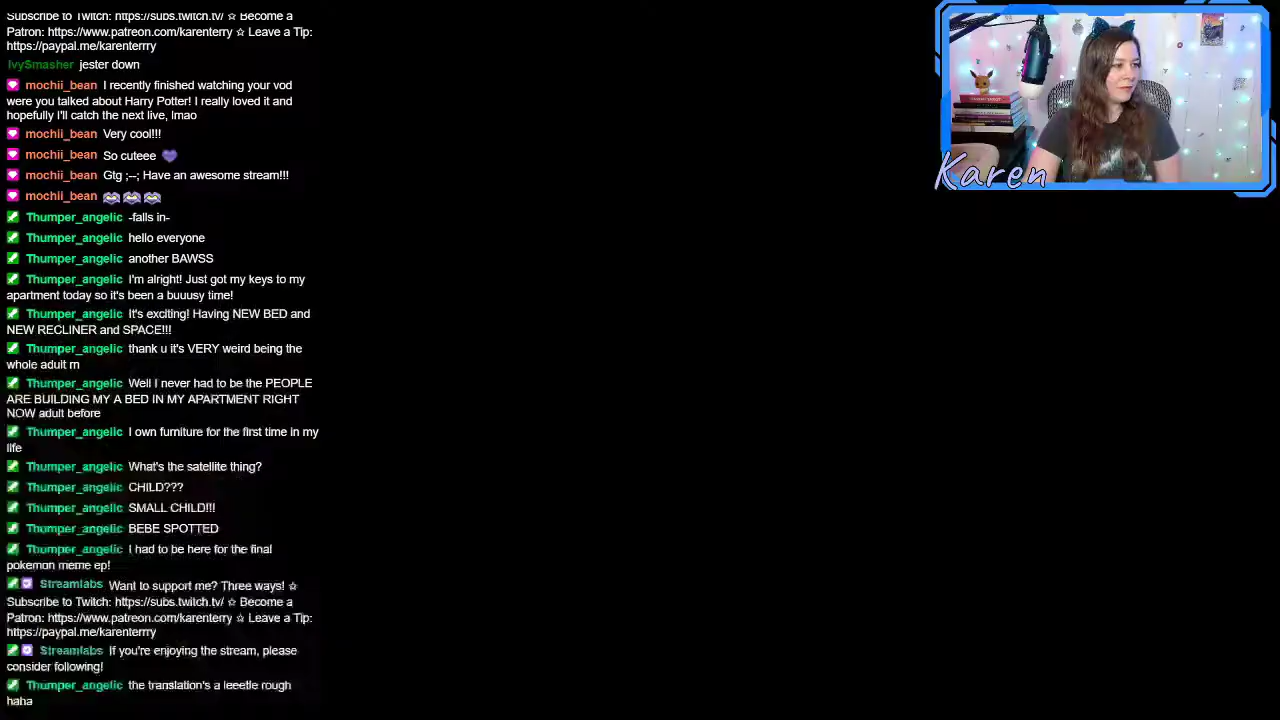 Subscribe to Twitch: https://subs.twitch.tv/ ☆ Become a
Patron: https://www.patreon.com/karenterry ☆ Leave a Tip:
https://paypal.me/karenterrry
IvySmasher jester down
mochii_bean I recently finished watching your vod
were you talked about Harry Potter! I really loved it and
hopefully I'll catch the next live, lmao
mochii_bean Very cool!!!
mochii_bean So cuteee 💜
mochii_bean Gtg ;--; Have an awesome stream!!!
mochii_bean
Thumper_angelic -falls in-
Thumper_angelic hello everyone
Thumper_angelic another BAWSS
Thumper_angelic I'm alright! Just got my keys to my
apartment today so it's been a buuusy time!
Thumper_angelic It's exciting! Having NEW BED and
NEW RECLINER and SPACE!!!
Thumper_angelic thank u it's VERY weird being the
whole adult rn
Thumper_angelic Well I never had to be the PEOPLE
ARE BUILDING MY A BED IN MY APARTMENT RIGHT
NOW adult before
Thumper_angelic I own furniture for the first time in my
life
Thumper_angelic What's the satellite thing?
Thumper_angelic CHILD???
Thumper_angelic SMALL CHILD!!!
Thumper_angelic BEBE SPOTTED
Thumper_angelic I had to be here for the final
pokemon meme ep!
Streamlabs Want to support me? Three ways! ☆
Subscribe to Twitch: https://subs.twitch.tv/ ☆ Become a
Patron: https://www.patreon.com/karenterry ☆ Leave a Tip:
https://paypal.me/karenterrry
Streamlabs If you're enjoying the stream, please
consider following!
Thumper_angelic the translation's a leeetle rough
haha
Karen